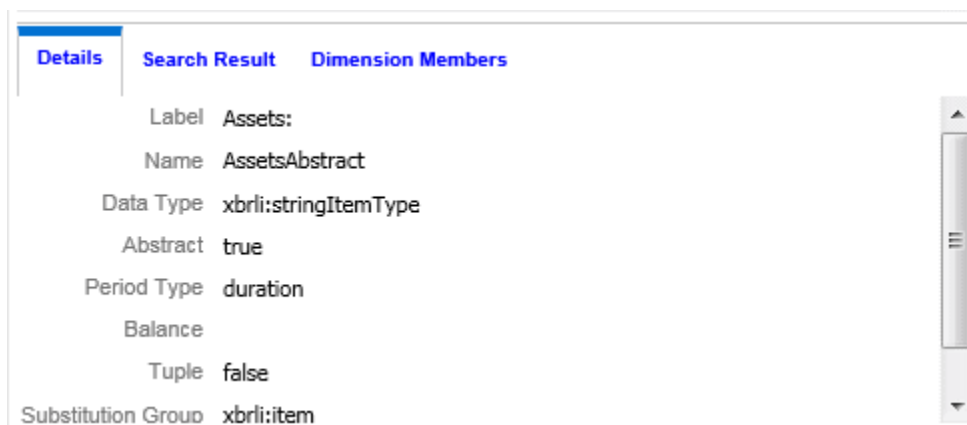 Details Search Result Dimension Members
Label Assets:
Name AssetsAbstract
Data Type xbrli:stringItemType
Abstract true
Period Type duration
Balance
Tuple false
Substitution Group xbrli:item